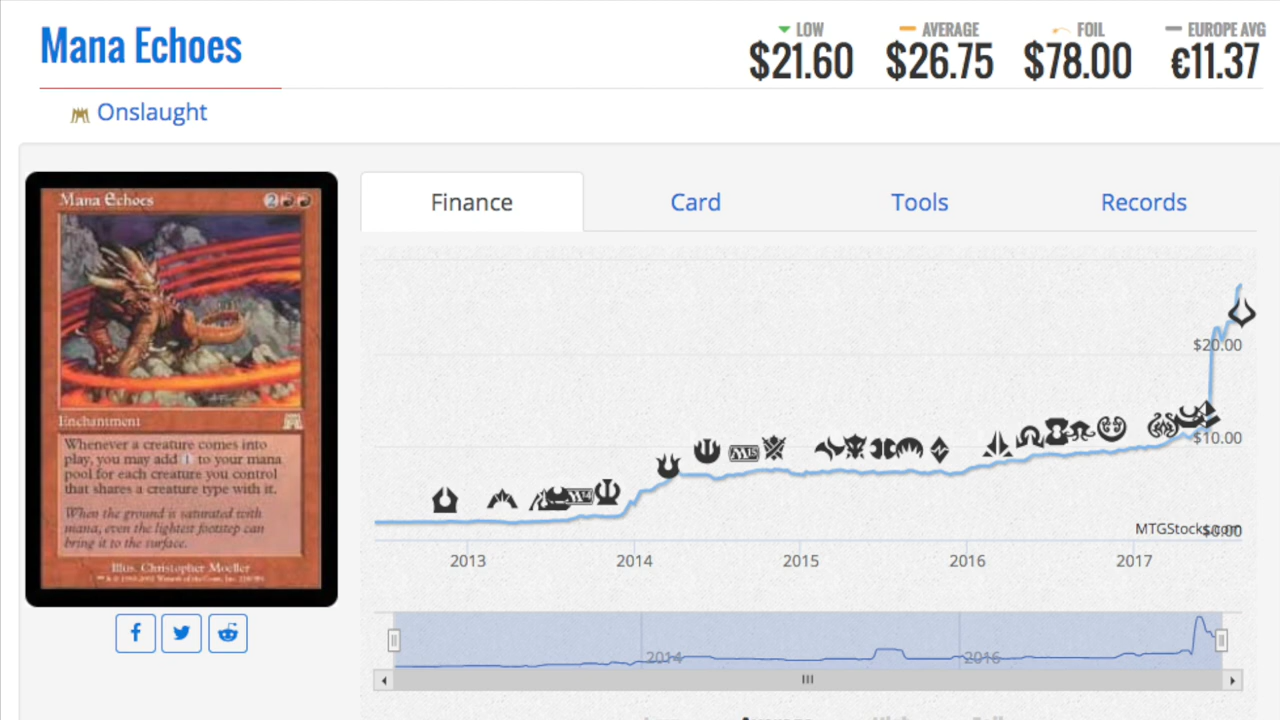 Mana Echoes
LOW
AVERAGE
FOIL
EUROPE AVG
$21.60
$26.75
$78.00
€11.37
Onslaught
Mana Echoes
2
Enchantment
Whenever a creature comes into
play, you may add 1 to your mana
pool for each creature you control
that shares a creature type with it.
When the ground is saturated with
mana, even the lightest footstep can
bring it to the surface.
Illus. Christopher Moeller
Finance
Card
Tools
Records
$20.00
$10.00
$0.00
M15
M14
MTGStocks.com
2013
2014
2015
2016
2017
2014
2016
Average